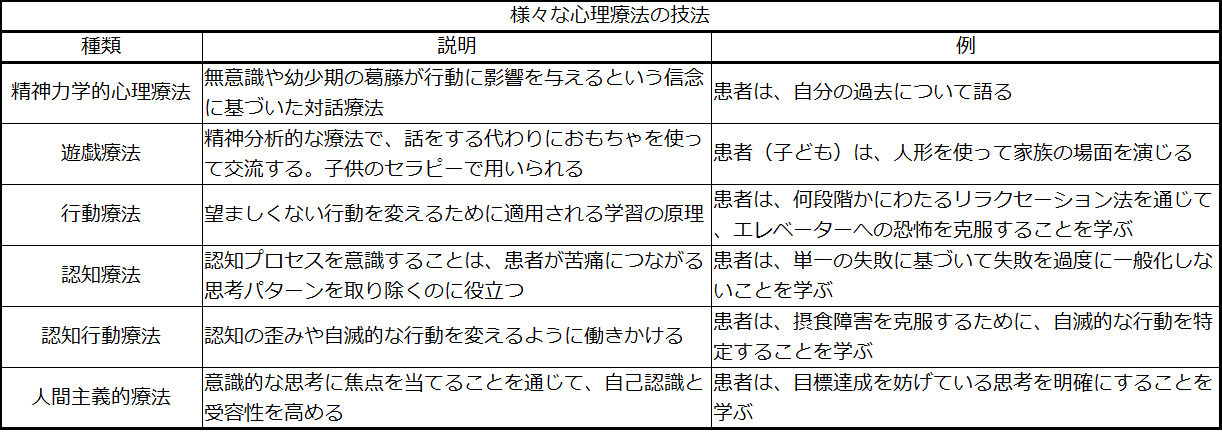 様々な心理療法の技法
種類 説明 例
精神力学的心理療法 無意識や幼少期の葛藤が行動に影響を与えるという信念
に基づいた対話療法 患者は、自分の過去について語る
遊戯療法 精神分析的な療法で、話をする代わりにおもちゃを使っ
て交流する。子供のセラピーで用いられる 患者（子ども）は、人形を使って家族の場面を演じる
行動療法 望ましくない行動を変えるために適用される学習の原理 患者は、何段階かにわたるリラクセーション法を通じて
、エレベーターへの恐怖を克服することを学ぶ
認知療法 認知プロセスを意識することは、患者が苦痛につながる
思考パターンを取り除くのに役立つ 患者は、単一の失敗に基づいて失敗を過度に一般化しな
いことを学ぶ
認知行動療法 認知の歪みや自滅的な行動を変えるように働きかける 患者は、摂食障害を克服するために、自滅的な行動を特
定することを学ぶ
人間主義的療法 意識的な思考に焦点を当てることを通じて、自己認識と
受容性を高める 患者は、目標達成を妨げている思考を明確にすることを
学ぶ